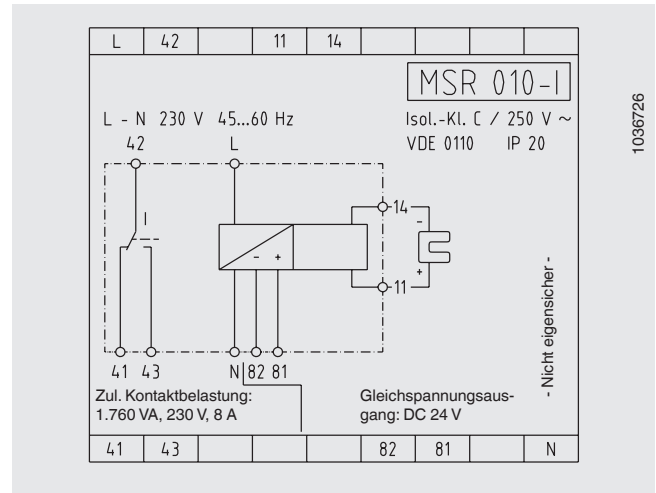 L 42 11 14
MSR 010-I
L - N 230 V 45...60 Hz
Isol.-Kl. C / 250 V ~
VDE 0110 IP 20
42 L
14
-
I
- +
+
11
41 43 N 82 81
Zul. Kontaktbelastung:
1.760 VA, 230 V, 8 A
Gleichspannungsaus-
gang: DC 24 V
- Nicht eigensicher -
41 43 82 81 N
1036726